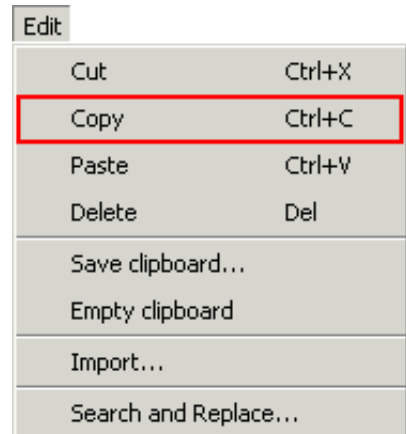 Edit
Cut Ctrl+X
Copy Ctrl+C
Paste Ctrl+V
Delete Del
Save clipboard...
Empty clipboard
Import...
Search and Replace...